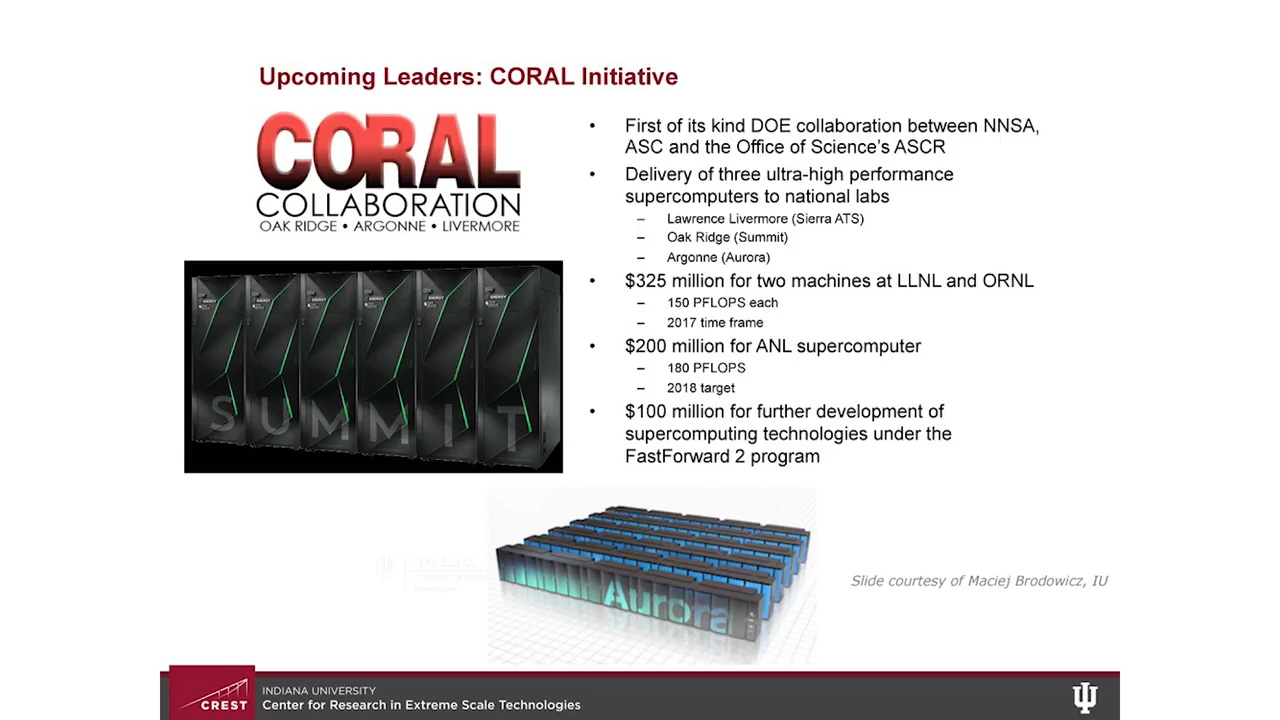 Upcoming Leaders: CORAL Initiative
CORAL
COLLABORATION
OAK RIDGE • ARGONNE • LIVERMORE
SUMMIT
• First of its kind DOE collaboration between NNSA,
ASC and the Office of Science's ASCR
• Delivery of three ultra-high performance
supercomputers to national labs
– Lawrence Livermore (Sierra ATS)
– Oak Ridge (Summit)
– Argonne (Aurora)
• $325 million for two machines at LLNL and ORNL
– 150 PFLOPS each
– 2017 time frame
• $200 million for ANL supercomputer
– 180 PFLOPS
– 2018 target
• $100 million for further development of
supercomputing technologies under the
FastForward 2 program
Aurora
Slide courtesy of Maciej Brodowicz, IU
CREST
INDIANA UNIVERSITY
Center for Research in Extreme Scale Technologies